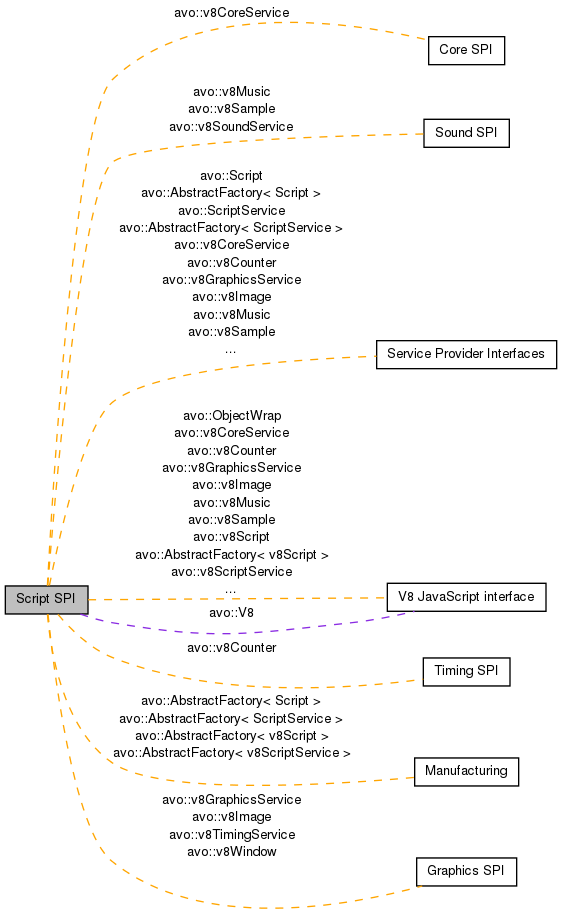 avo::v8CoreService
Core SPI
avo::v8Music
avo::v8Sample
avo::v8SoundService
Sound SPI
avo::Script
avo::AbstractFactory< Script >
avo::ScriptService
avo::AbstractFactory< ScriptService >
avo::v8CoreService
avo::v8Counter
avo::v8GraphicsService
avo::v8Image
avo::v8Music
avo::v8Sample
...
Service Provider Interfaces
avo::ObjectWrap
avo::v8CoreService
avo::v8Counter
avo::v8GraphicsService
avo::v8Image
avo::v8Music
avo::v8Sample
avo::v8Script
avo::AbstractFactory< v8Script >
avo::v8ScriptService
...
Script SPI
V8 JavaScript interface
avo::V8
avo::v8Counter
Timing SPI
avo::AbstractFactory< Script >
avo::AbstractFactory< ScriptService >
avo::AbstractFactory< v8Script >
avo::AbstractFactory< v8ScriptService >
Manufacturing
avo::v8GraphicsService
avo::v8Image
avo::v8TimingService
avo::v8Window
Graphics SPI